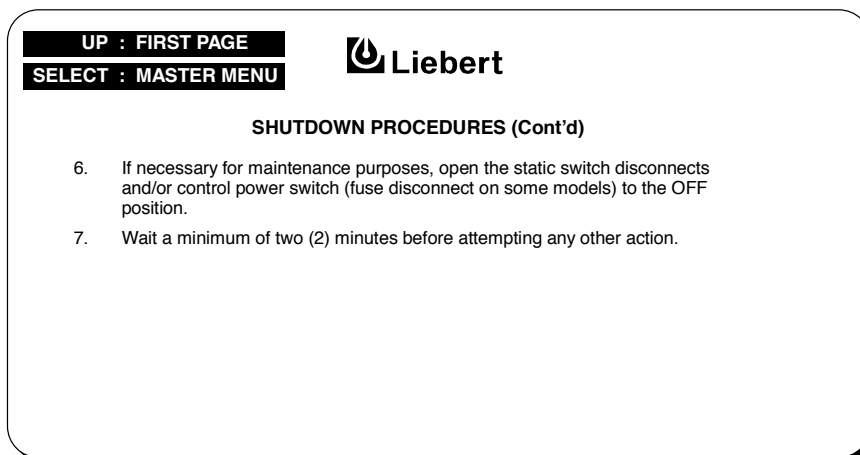 UP : FIRST PAGE
SELECT : MASTER MENU
Liebert
SHUTDOWN PROCEDURES (Cont’d)
6. If necessary for maintenance purposes, open the static switch disconnects
and/or control power switch (fuse disconnect on some models) to the OFF
position.
7. Wait a minimum of two (2) minutes before attempting any other action.